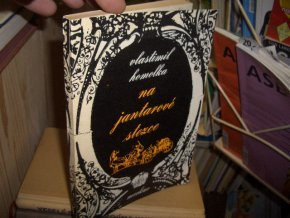 vlastimil
homolka
na
jantarové
stezce